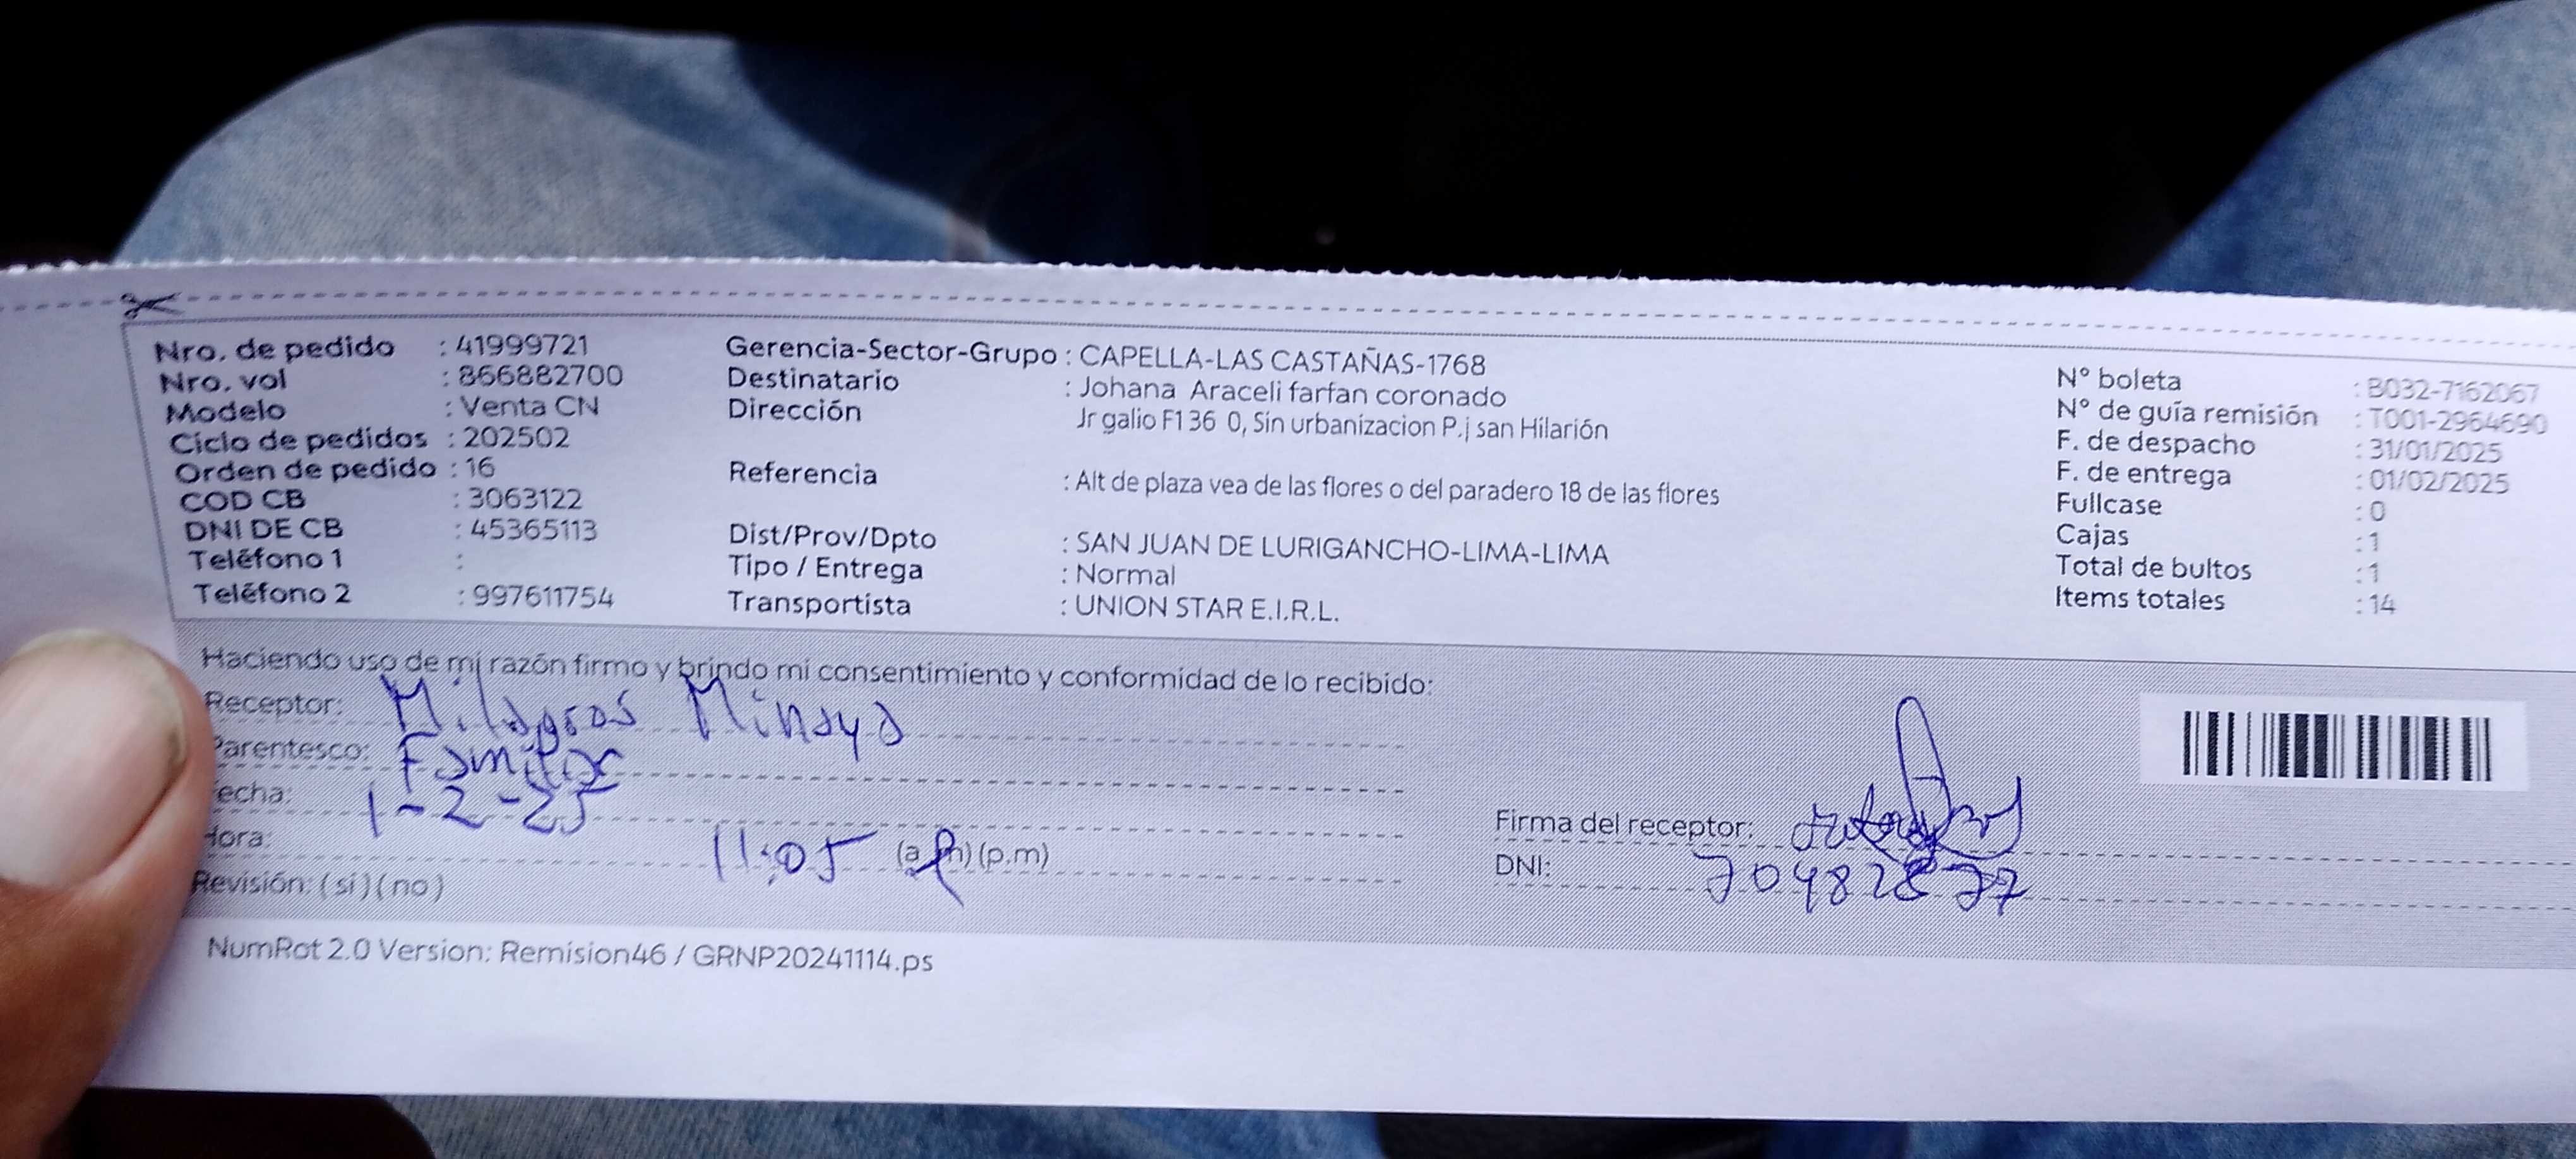 Nro. de pedido : 41999721
Nro. vol : 866882700
Modelo : Venta CN
Ciclo de pedidos : 202502
Orden de pedido : 16
COD CB : 3063122
DNI DE CB : 45365113
Teléfono 1 :
Teléfono 2 : 997611754
Gerencia-Sector-Grupo : CAPELLA-LAS CASTAÑAS-1768
Destinatario : Johana Araceli farfan coronado
Dirección Jr galio F1 36 0, Sin urbanizacion P.j san Hilarión
Referencia : Alt de plaza vea de las flores o del paradero 18 de las flores
Dist/Prov/Dpto : SAN JUAN DE LURIGANCHO-LIMA-LIMA
Tipo / Entrega : Normal
Transportista : UNION STAR E.I.R.L.
N° boleta : B032-7162067
N° de guía remisión : T001-2964690
F. de despacho : 31/01/2025
F. de entrega : 01/02/2025
Fullcase : 0
Cajas : 1
Total de bultos : 1
Items totales : 14
Haciendo uso de mi razón firmo y brindo mi consentimiento y conformidad de lo recibido:
Receptor: Milagros Minaya
Parentesco: Familiar
Fecha: 1-2-25
Hora: 11:05 (a.m) (p.m)
Revisión: (si) (no)
Firma del receptor:
DNI: 70482877
NumRot 2.0 Version: Remision46 / GRNP20241114.ps